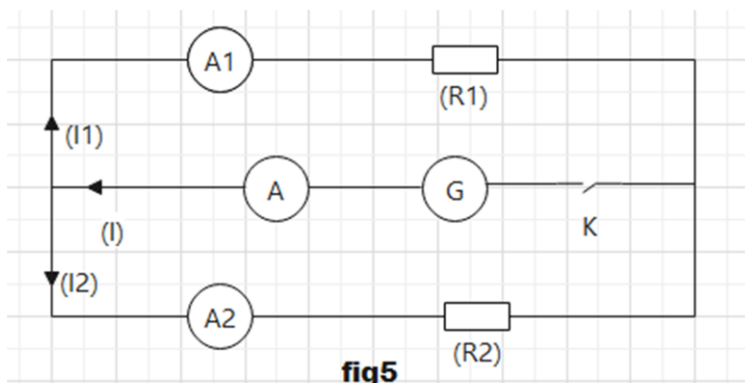 A1
(R1)
(I1)
A
G
(I)
K
(I2)
A2
(R2)
fig5